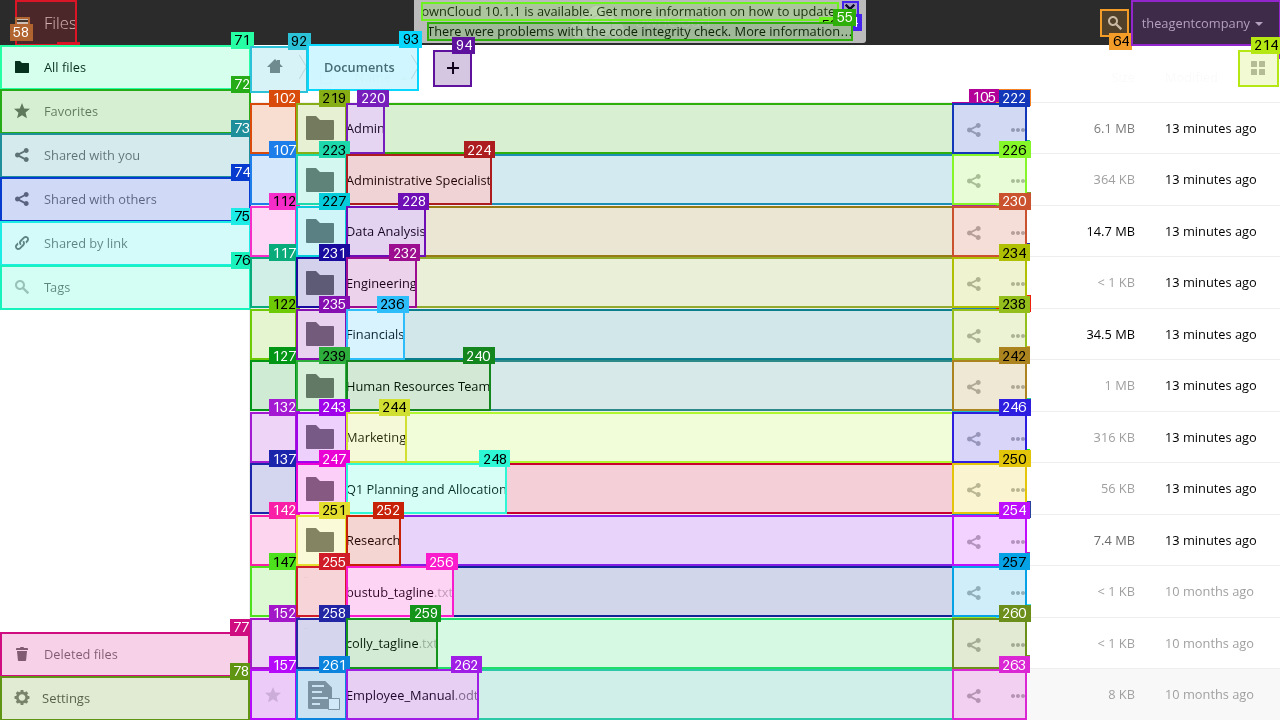 Files
ownCloud 10.1.1 is available. Get more information on how to update
There were problems with the code integrity check. More information…
theagentcompany
55
58
64
71
92
93
94
214
All files
Documents
+
72
102
219
220
105
222
Favorites
Admin
6.1 MB
13 minutes ago
73
107
223
224
226
Shared with you
Administrative Specialist
364 KB
13 minutes ago
74
112
227
228
230
Shared with others
Data Analysis
14.7 MB
13 minutes ago
75
117
231
232
234
Shared by link
Engineering
< 1 KB
13 minutes ago
76
122
235
236
238
Tags
Financials
34.5 MB
13 minutes ago
127
239
240
242
Human Resources Team
1 MB
13 minutes ago
132
243
244
246
Marketing
316 KB
13 minutes ago
137
247
248
250
Q1 Planning and Allocation
56 KB
13 minutes ago
142
251
252
254
Research
7.4 MB
13 minutes ago
147
255
256
257
bustub_tagline.txt
< 1 KB
10 months ago
77
152
258
259
260
Deleted files
colly_tagline.txt
< 1 KB
10 months ago
78
157
261
262
263
Settings
Employee_Manual.odt
8 KB
10 months ago